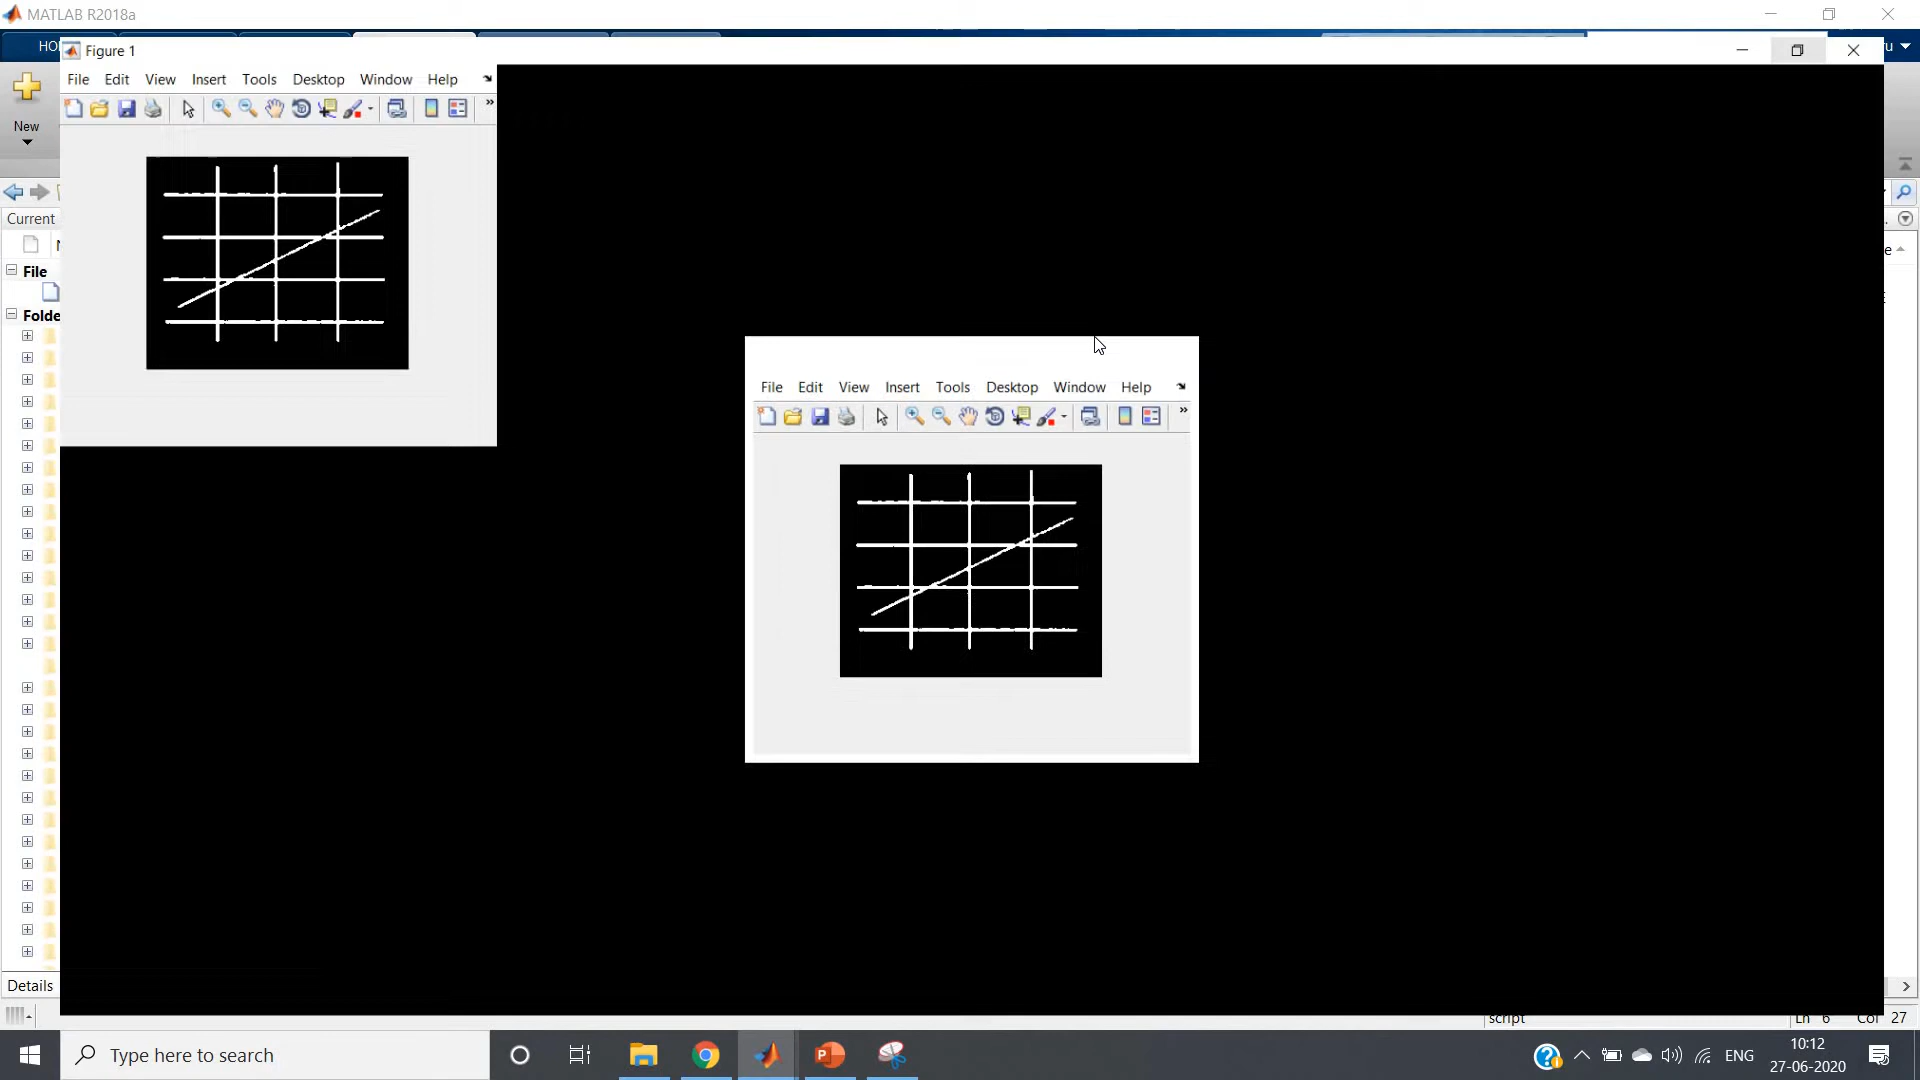 MATLAB R2018a
HO
Figure 1
File Edit View Insert Tools Desktop Window Help
New
Current
File
Folde
File Edit View Insert Tools Desktop Window Help
Details
script Ln 6 Col 27
Type here to search
ENG
10:12
27-06-2020